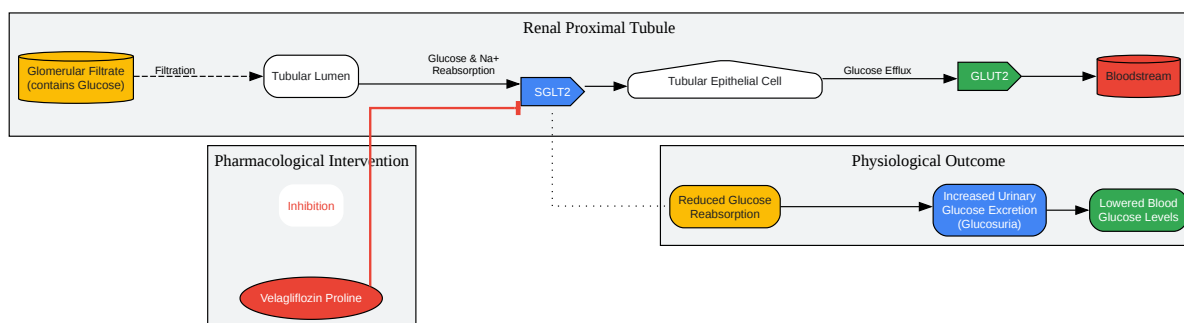 Renal Proximal Tubule
Glomerular Filtrate
(contains Glucose)
Filtration
Tubular Lumen
Glucose & Na+
Reabsorption
SGLT2
Tubular Epithelial Cell
Glucose Efflux
GLUT2
Bloodstream
Pharmacological Intervention
Inhibition
Velagliflozin Proline
Physiological Outcome
Reduced Glucose
Reabsorption
Increased Urinary
Glucose Excretion
(Glucosuria)
Lowered Blood
Glucose Levels